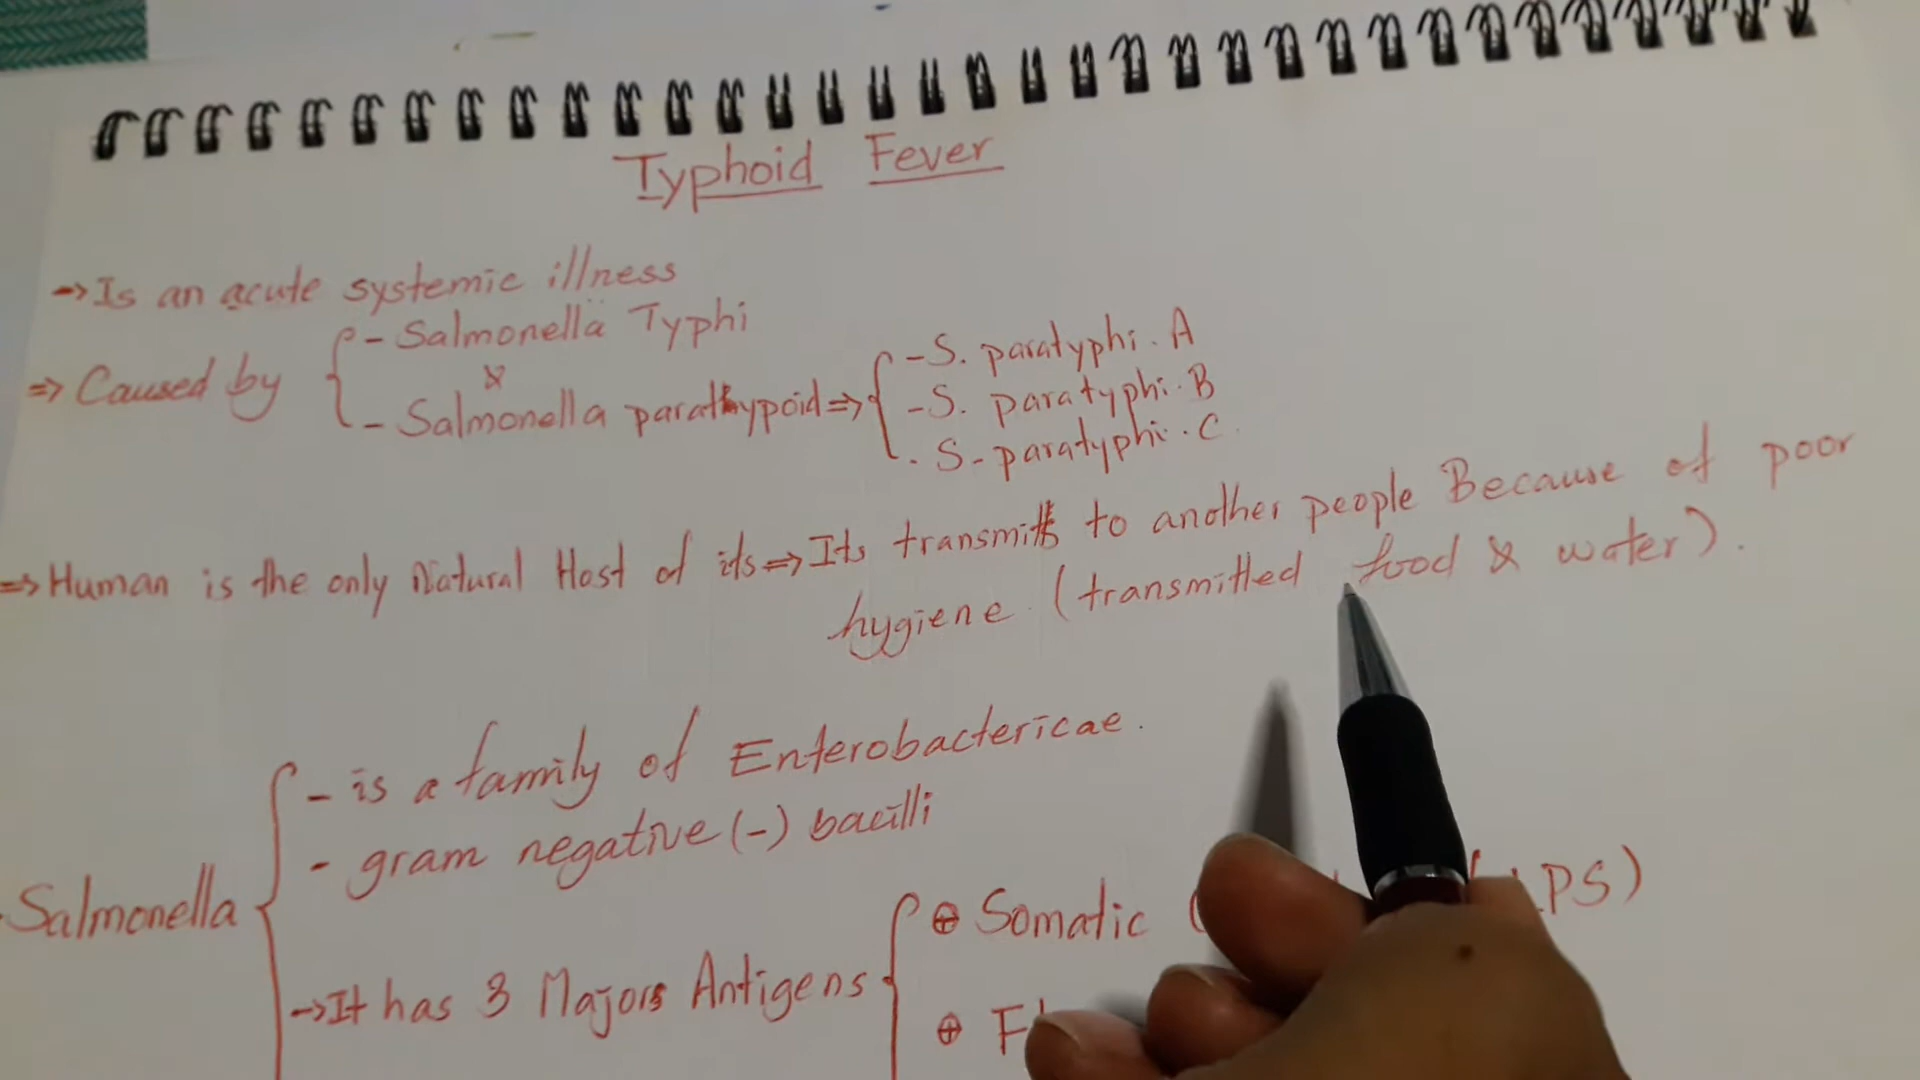 Typhoid Fever
→ Is an acute systemic illness
⇒ Caused by { - Salmonella Typhi
&
- Salmonella parathypoid ⇒ { - S. paratyphi. A
- S. paratyphi. B
. S- paratyphi. C
⇒ Human is the only Natural Host of its ⇒ Its transmitt to another people Because of poor
hygiene (transmitted food & water).
Salmonella { - is a family of Enterobactericae.
- gram negative (-) bacilli
→ It has 3 Majors Antigens { ⊕ Somatic
LPS)
⊕